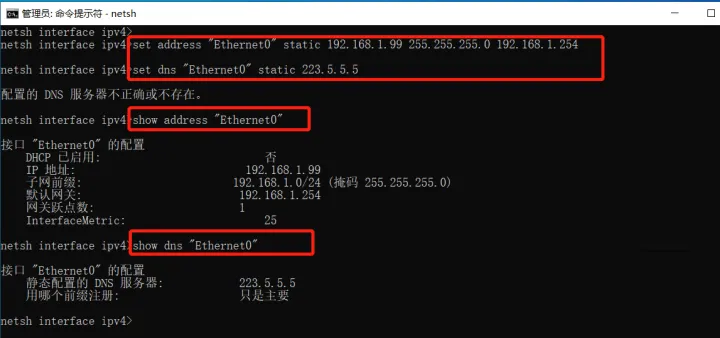 管理员: 命令提示符 - netsh
netsh interface ipv4>
netsh interface ipv4>set address "Ethernet0" static 192.168.1.99 255.255.255.0 192.168.1.254
netsh interface ipv4>set dns "Ethernet0" static 223.5.5.5
配置的 DNS 服务器不正确或不存在。
netsh interface ipv4>show address "Ethernet0"
接口 "Ethernet0" 的配置
DHCP 已启用: 否
IP 地址: 192.168.1.99
子网前缀: 192.168.1.0/24 (掩码 255.255.255.0)
默认网关: 192.168.1.254
网关跃点数: 1
InterfaceMetric: 25
netsh interface ipv4>show dns "Ethernet0"
接口 "Ethernet0" 的配置
静态配置的 DNS 服务器: 223.5.5.5
用哪个前缀注册: 只是主要
netsh interface ipv4>